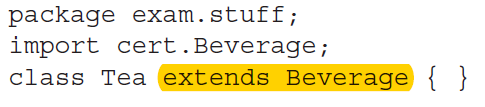 package exam.stuff;
import cert.Beverage;
class Tea extends Beverage { }